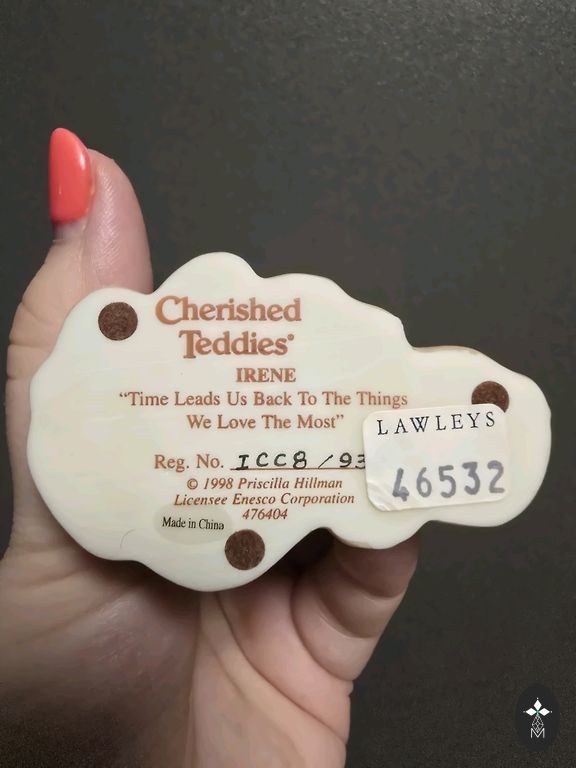 Cherished
Teddies®
IRENE
“Time Leads Us Back To The Things
We Love The Most”
Reg. No. ICC8 / 93
© 1998 Priscilla Hillman
Licensee Enesco Corporation
476404
Made in China
LAWLEYS
46532
M